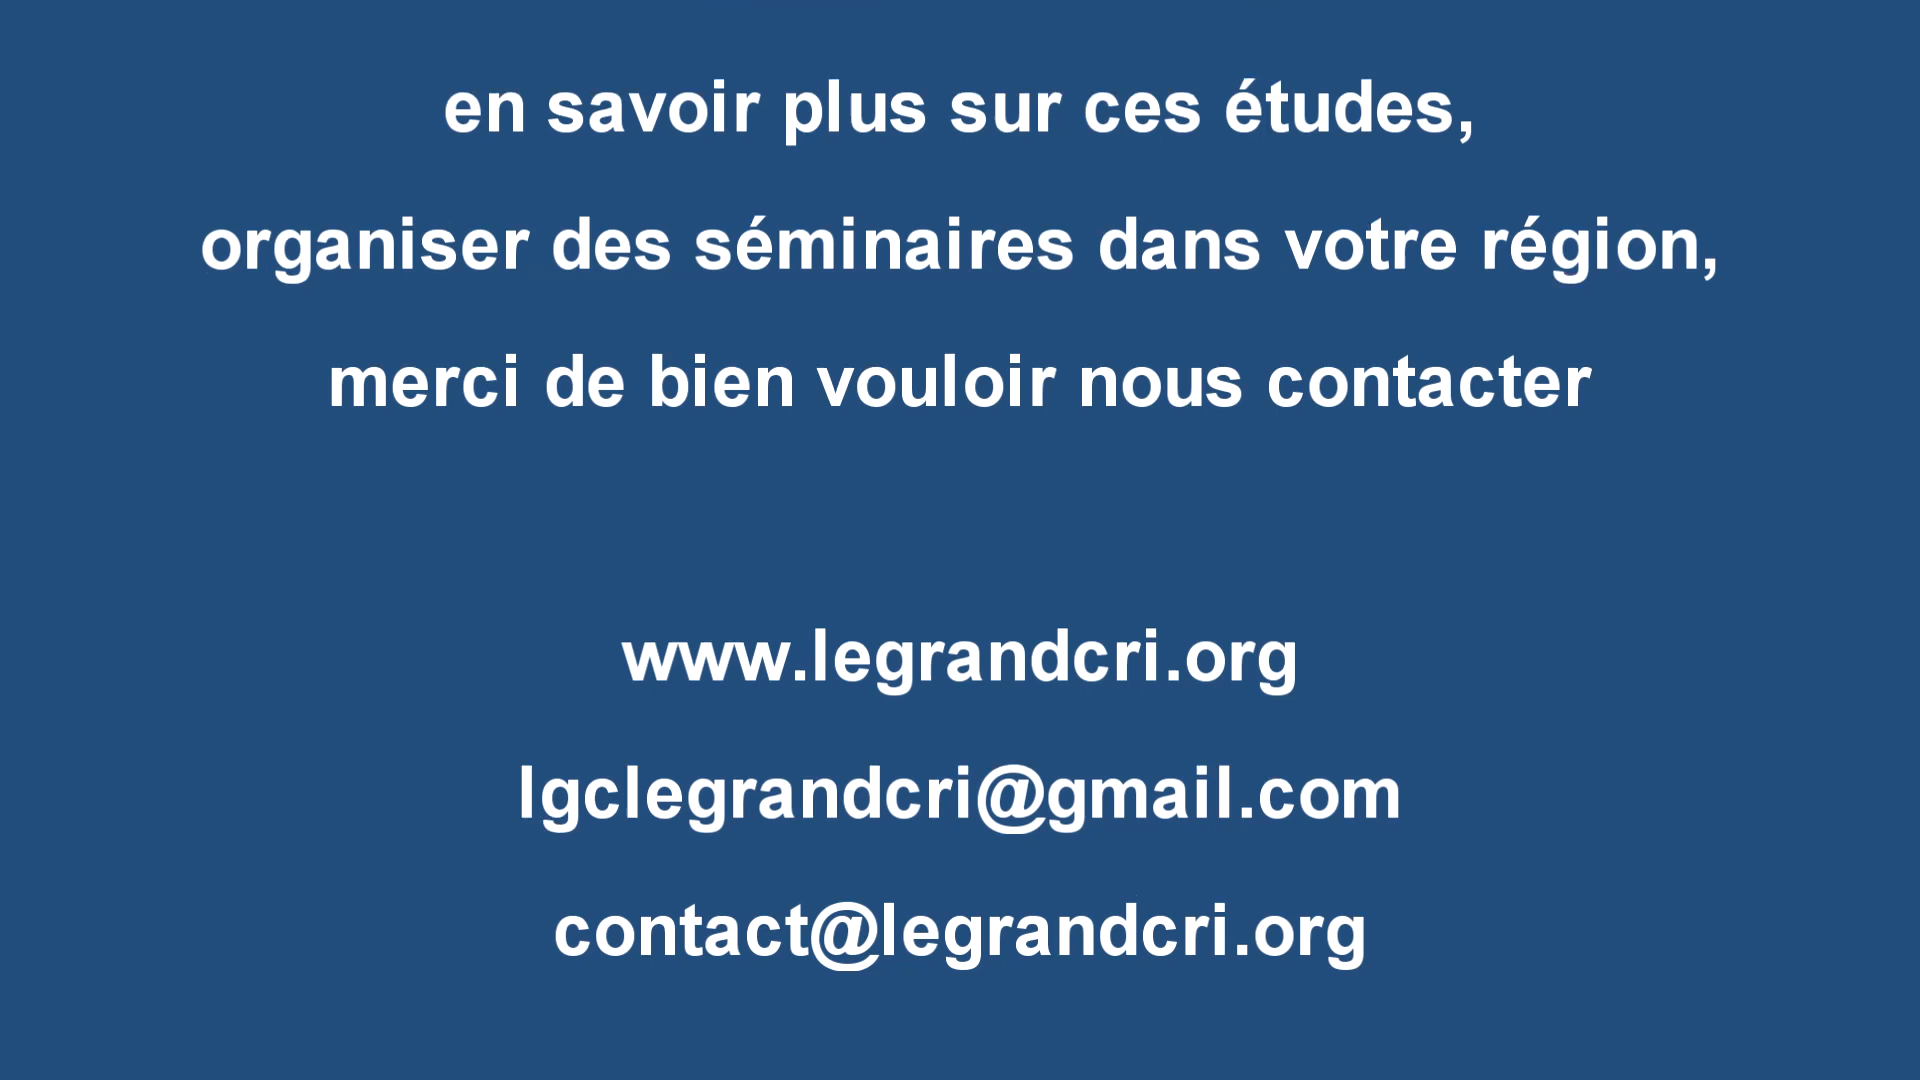 en savoir plus sur ces études,
organiser des séminaires dans votre région,
merci de bien vouloir nous contacter
www.legrandcri.org
lgclegrandcri@gmail.com
contact@legrandcri.org